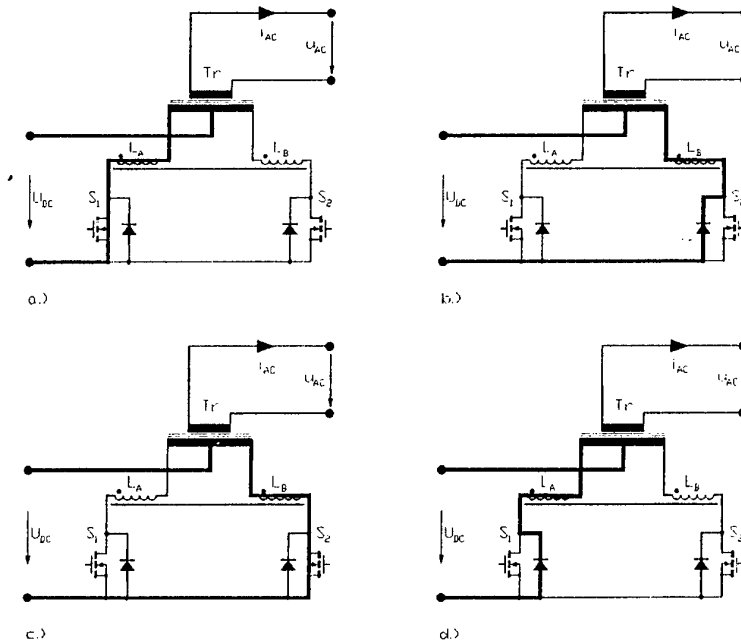 i_AC
U_AC
Tr
L_A
L_B
U_DC
S_1
S_2
a.)
i_AC
U_AC
Tr
L_A
L_B
U_DC
S_1
b.)
i_AC
U_AC
Tr
L_A
L_B
U_DC
S_1
S_2
c.)
i_AC
U_AC
Tr
L_A
L_B
U_DC
S_1
d.)